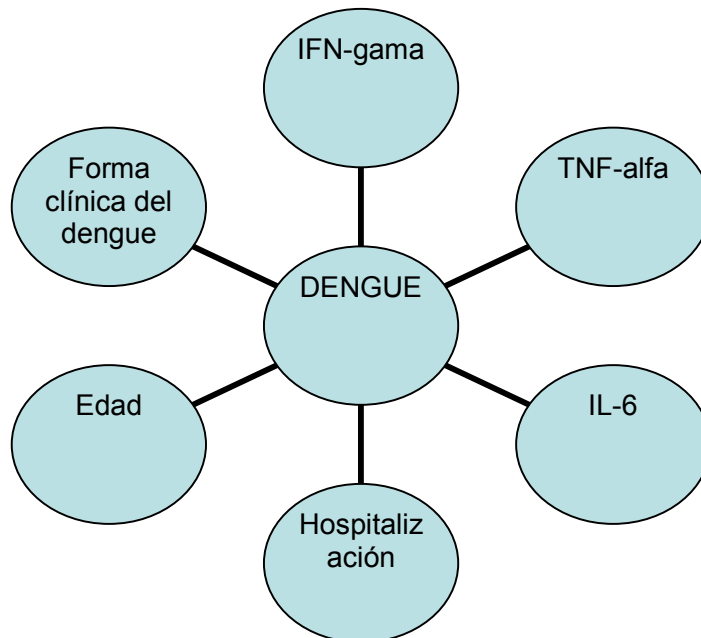 IFN-gama
Forma
clínica del
dengue
TNF-alfa
DENGUE
Edad
IL-6
Hospitaliz
ación